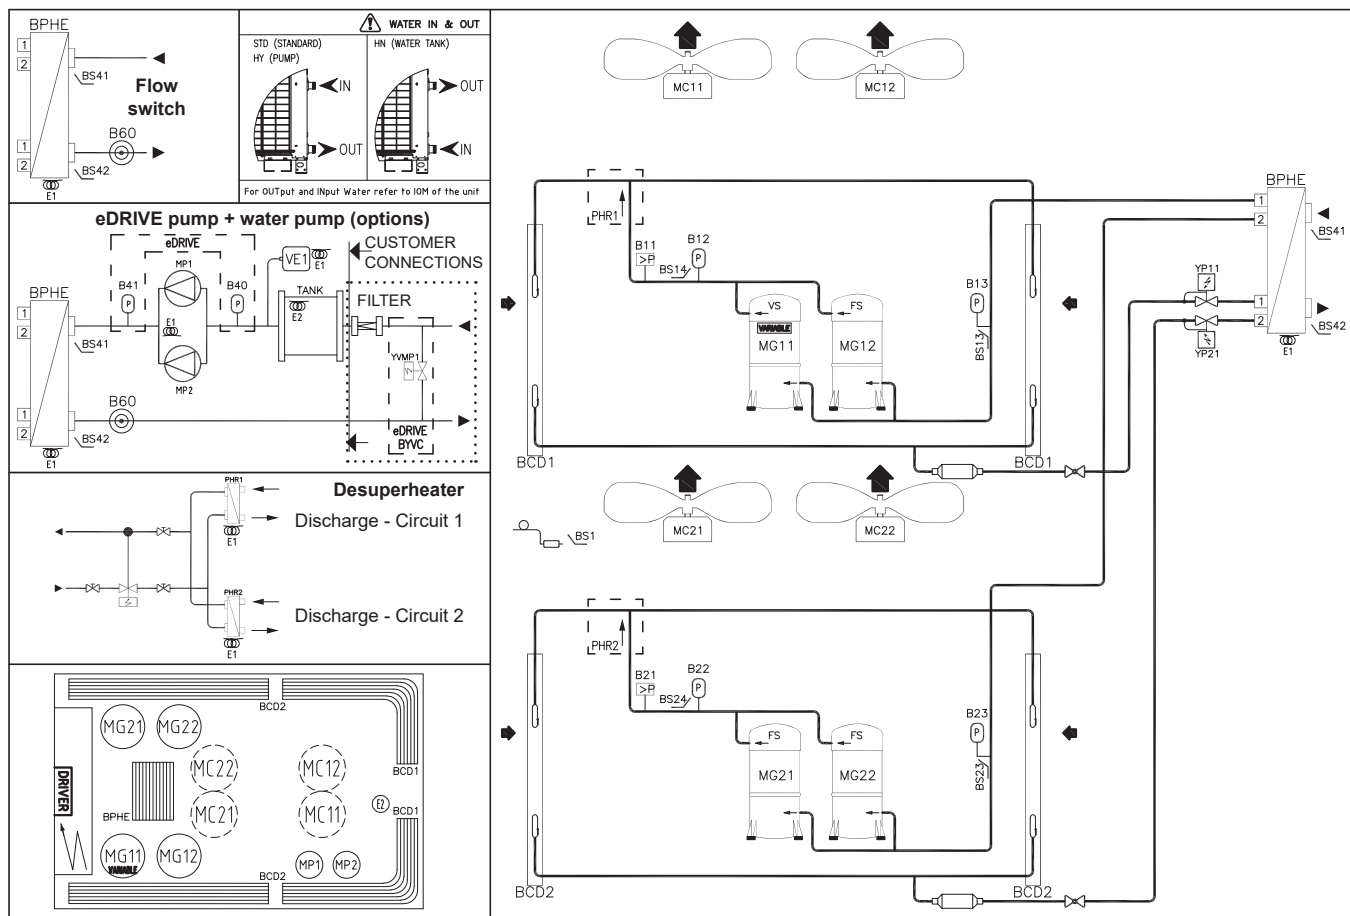 BPHE
1
2
BS41
Flow
switch
B60
1
2
BS42
E1
WATER IN & OUT
STD (STANDARD)
HY (PUMP)
HN (WATER TANK)
IN
OUT
OUT
IN
For OUTput and INput Water refer to IOM of the unit
eDRIVE pump + water pump (options)
eDRIVE
MP1
B41
P
B40
P
VE1
E1
CUSTOMER
CONNECTIONS
BPHE
TANK
E2
FILTER
1
2
BS41
E1
MP2
YVMP1
B60
1
2
BS42
E1
eDRIVE
BYVC
Desuperheater
PHR1
Discharge - Circuit 1
E1
PHR2
Discharge - Circuit 2
E1
BCD2
MG21
MG22
MC22
MC12
BCD1
DRIVER
BPHE
MC21
MC11
E2
BCD1
MG11
VARIABLE
MG12
MP1
MP2
BCD2
MC11
MC12
BPHE
PHR1
1
2
BS41
B11
>P
BS14
B12
P
B13
P
BS13
VS
VARIABLE
MG11
FS
MG12
YP11
1
2
BS42
YP21
E1
BCD1
BCD1
MC21
MC22
BS1
PHR2
B21
>P
BS24
B22
P
B23
P
BS23
FS
MG21
FS
MG22
BCD2
BCD2